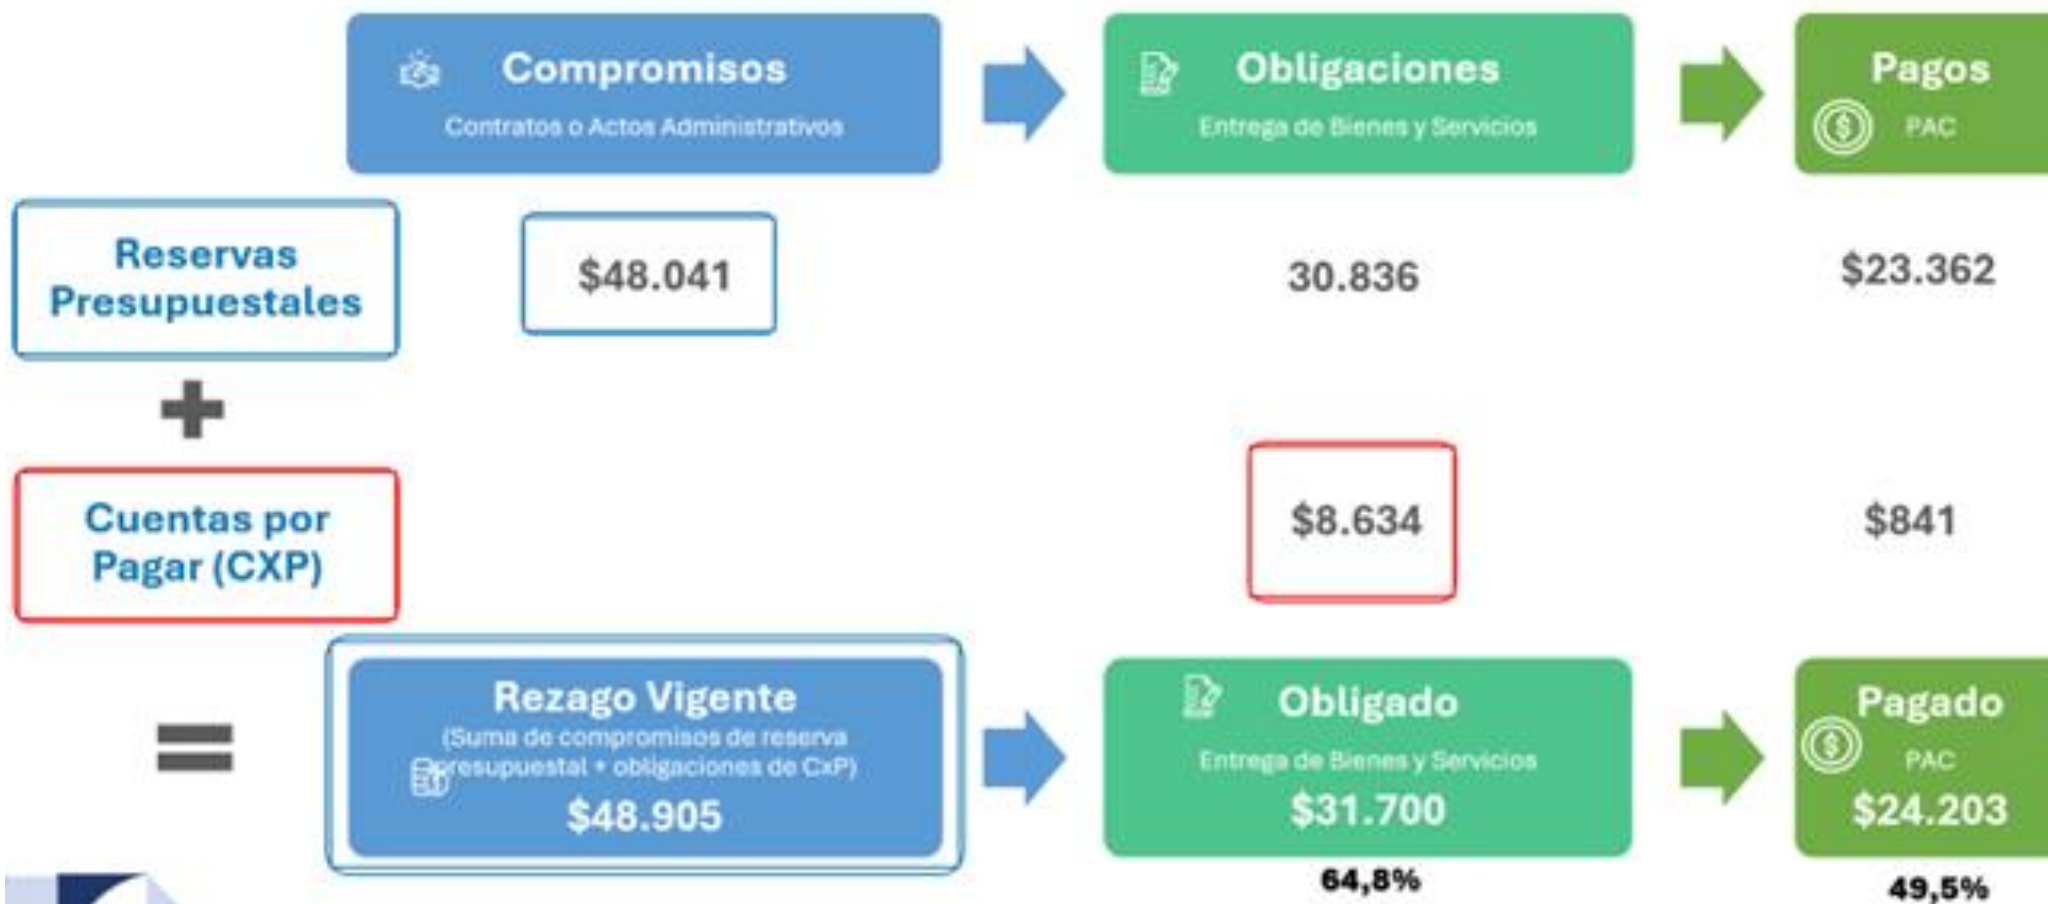 Compromisos
Contratos o Actos Administrativos
Obligaciones
Entrega de Bienes y Servicios
Pagos
PAC
Reservas
Presupuestales
$48.041
30.836
$23.362
Cuentas por
Pagar (CXP)
$8.634
$841
Rezago Vigente
(Suma de compromisos de reserva
presupuestal + obligaciones de CxP)
$48.905
Obligado
Entrega de Bienes y Servicios
$31.700
64,8%
Pagado
PAC
$24.203
49,5%